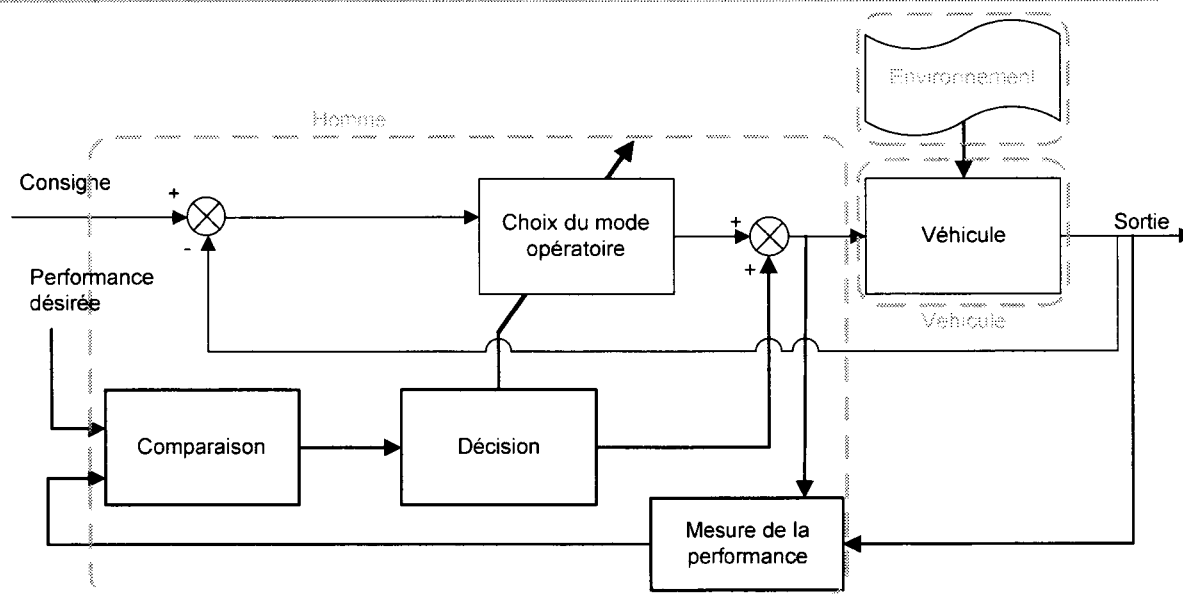 Environnement
Homme
Consigne
+
-
Choix du mode
opératoire
+
+
Véhicule
Sortie
Véhicule
Performance
désirée
Comparaison
Décision
Mesure de la
performance